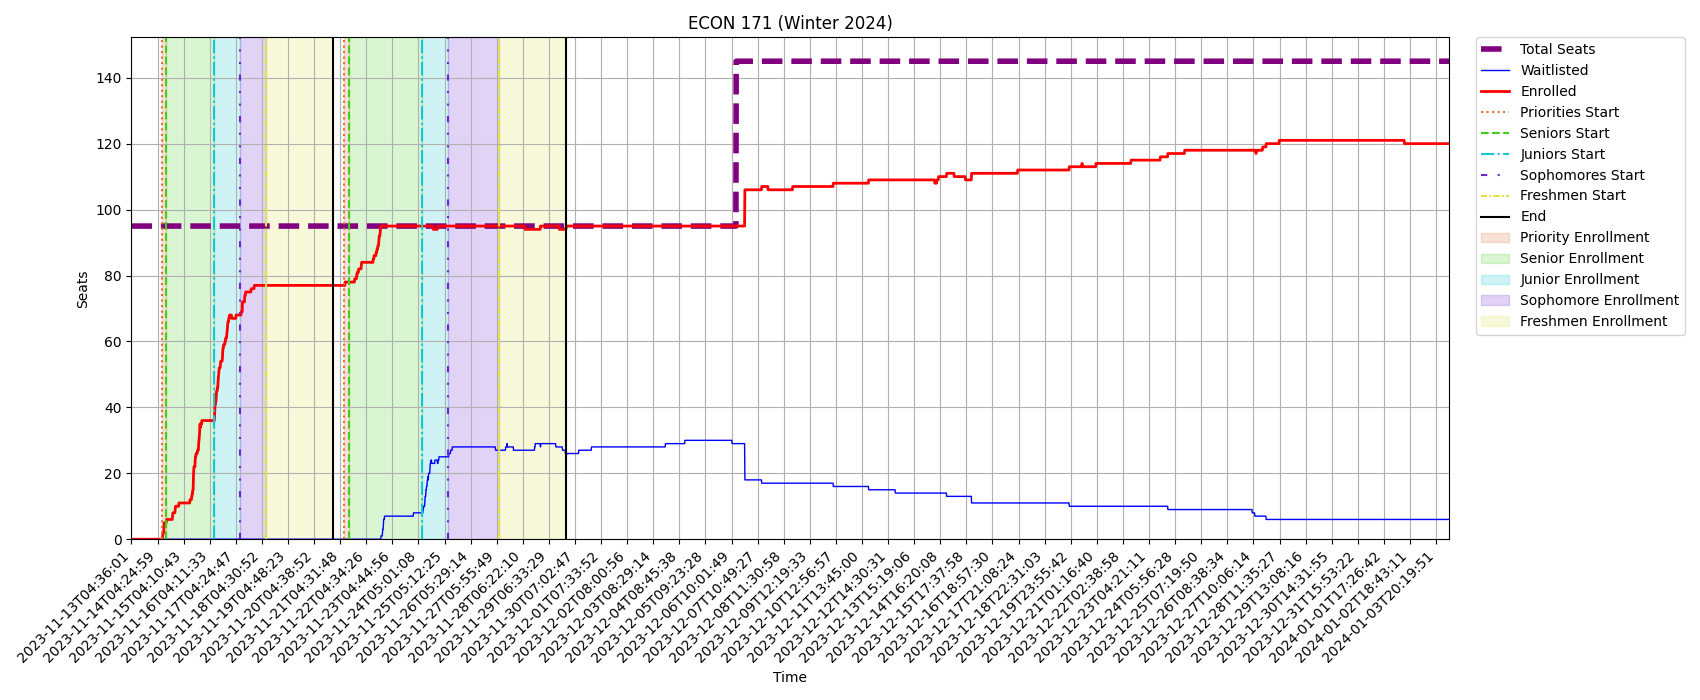 ECON 171 (Winter 2024)
Seats
140
120
100
80
60
40
20
0
2023-11-13T04:36:01
2023-11-14T04:24:59
2023-11-15T04:10:43
2023-11-16T04:11:33
2023-11-17T04:24:47
2023-11-18T04:30:52
2023-11-19T04:48:23
2023-11-20T04:38:52
2023-11-21T04:31:48
2023-11-22T04:34:26
2023-11-23T04:44:56
2023-11-24T05:01:08
2023-11-25T05:12:25
2023-11-26T05:29:14
2023-11-27T05:55:49
2023-11-28T06:22:10
2023-11-29T06:33:29
2023-11-30T07:02:47
2023-12-01T07:33:52
2023-12-02T08:00:56
2023-12-03T08:29:14
2023-12-04T08:45:38
2023-12-05T09:23:28
2023-12-06T10:01:49
2023-12-07T10:49:27
2023-12-08T11:30:58
2023-12-09T12:19:33
2023-12-10T12:56:57
2023-12-11T13:45:00
2023-12-12T14:30:31
2023-12-13T15:19:06
2023-12-14T16:20:08
2023-12-15T17:37:58
2023-12-16T18:57:30
2023-12-17T21:08:24
2023-12-18T22:31:03
2023-12-19T23:55:42
2023-12-21T01:16:40
2023-12-22T02:38:58
2023-12-23T04:21:11
2023-12-24T05:56:28
2023-12-25T07:19:50
2023-12-26T08:38:34
2023-12-27T10:06:14
2023-12-28T11:35:27
2023-12-29T13:08:16
2023-12-30T14:31:55
2023-12-31T15:53:22
2024-01-01T17:26:42
2024-01-02T18:43:11
2024-01-03T20:19:51
Time
Total Seats
Waitlisted
Enrolled
Priorities Start
Seniors Start
Juniors Start
Sophomores Start
Freshmen Start
End
Priority Enrollment
Senior Enrollment
Junior Enrollment
Sophomore Enrollment
Freshmen Enrollment